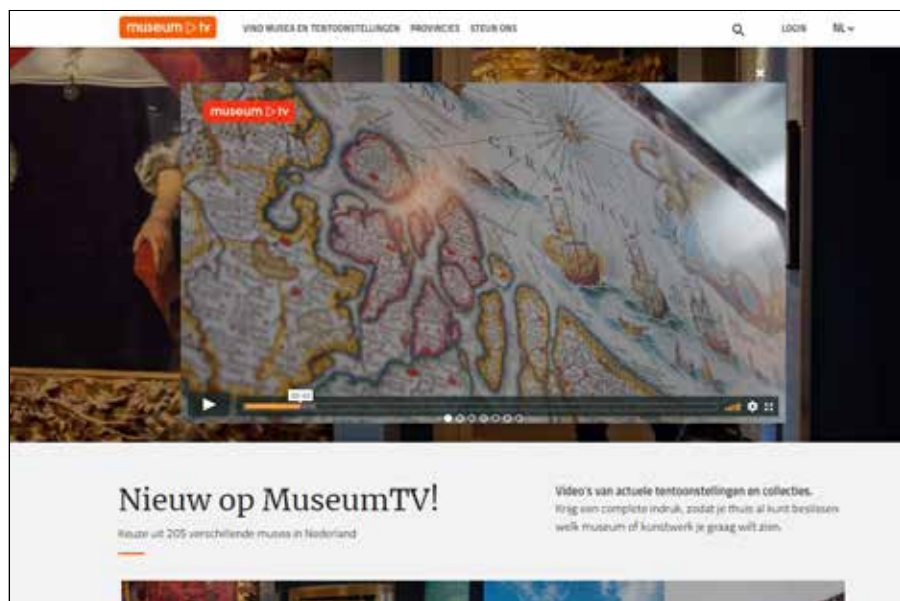 museum tv
VIND MUSEA EN TENTOONSTELLINGEN PROVINCIES STEUN ONS
LOGIN
NL
museum tv
Nieuw op MuseumTV!
Keuze uit 205 verschillende musea in Nederland
Video's van actuele tentoonstellingen en collecties.
Krijg een complete indruk, zodat je thuis al kunt beslissen
welk museum of kunstwerk je graag wilt zien.